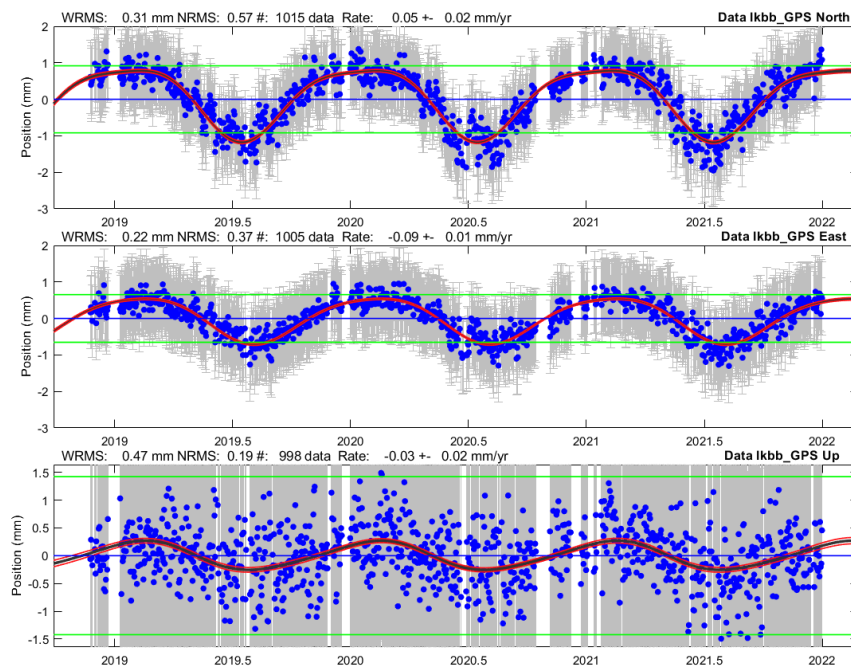 WRMS: 0.31 mm NRMS: 0.57 #: 1015 data Rate: 0.05 +- 0.02 mm/yr Data lkbb_GPS North
2
1
0
-1
-2
-3
Position (mm)
2019 2019.5 2020 2020.5 2021 2021.5 2022
WRMS: 0.22 mm NRMS: 0.37 #: 1005 data Rate: -0.09 +- 0.01 mm/yr Data lkbb_GPS East
2
1
0
-1
-2
-3
Position (mm)
2019 2019.5 2020 2020.5 2021 2021.5 2022
WRMS: 0.47 mm NRMS: 0.19 #: 998 data Rate: -0.03 +- 0.02 mm/yr Data lkbb_GPS Up
1.5
1
0.5
0
-0.5
-1
-1.5
Position (mm)
2019 2019.5 2020 2020.5 2021 2021.5 2022